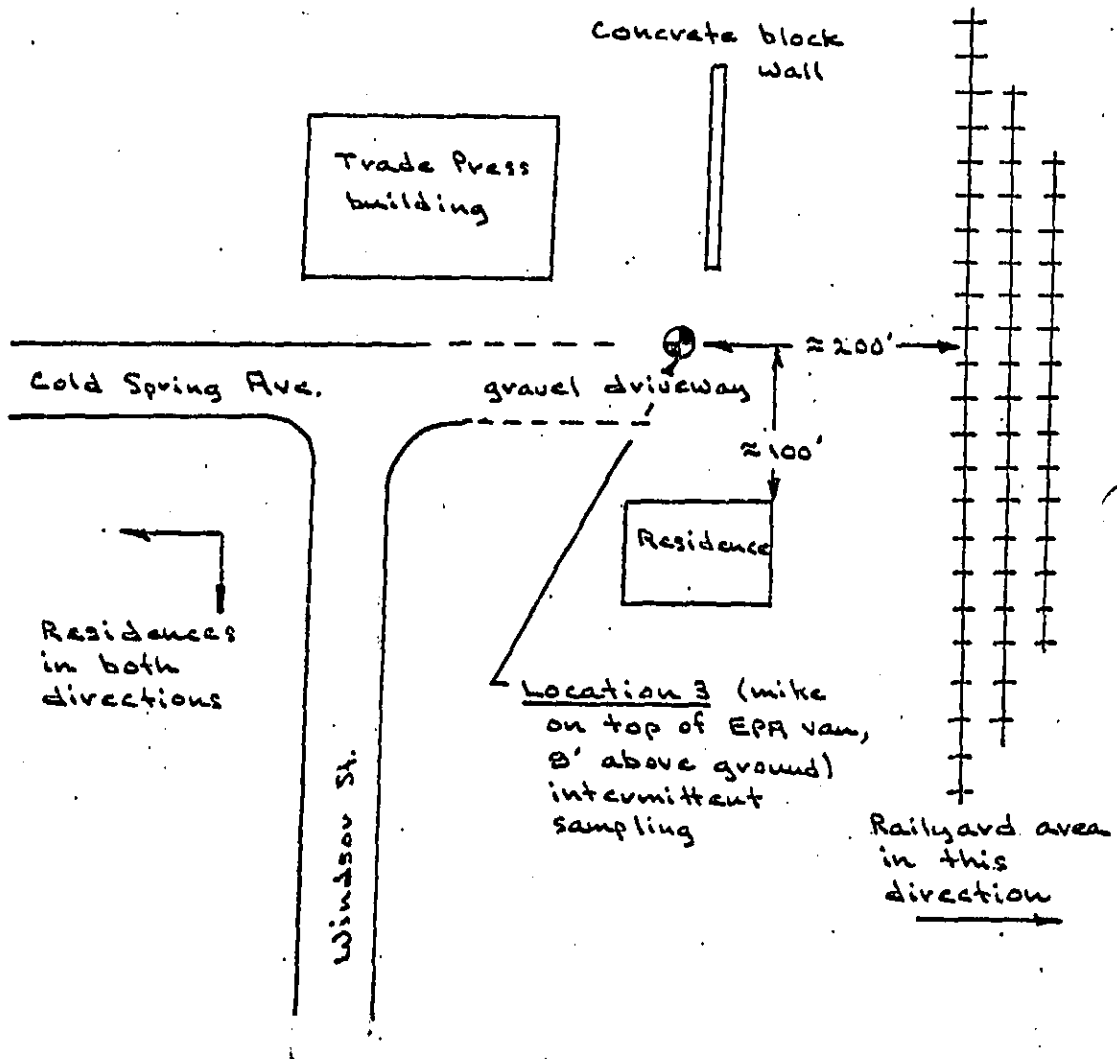 Concrete block
wall
Trade Press
building
≈200'
Cold Spring Ave.
gravel driveway
≈100'
Residence
Residences
in both
directions
Location 3 (mike
on top of EPA van,
8' above ground)
intermittent
sampling
Windsor St.
Railyard area
in this
direction